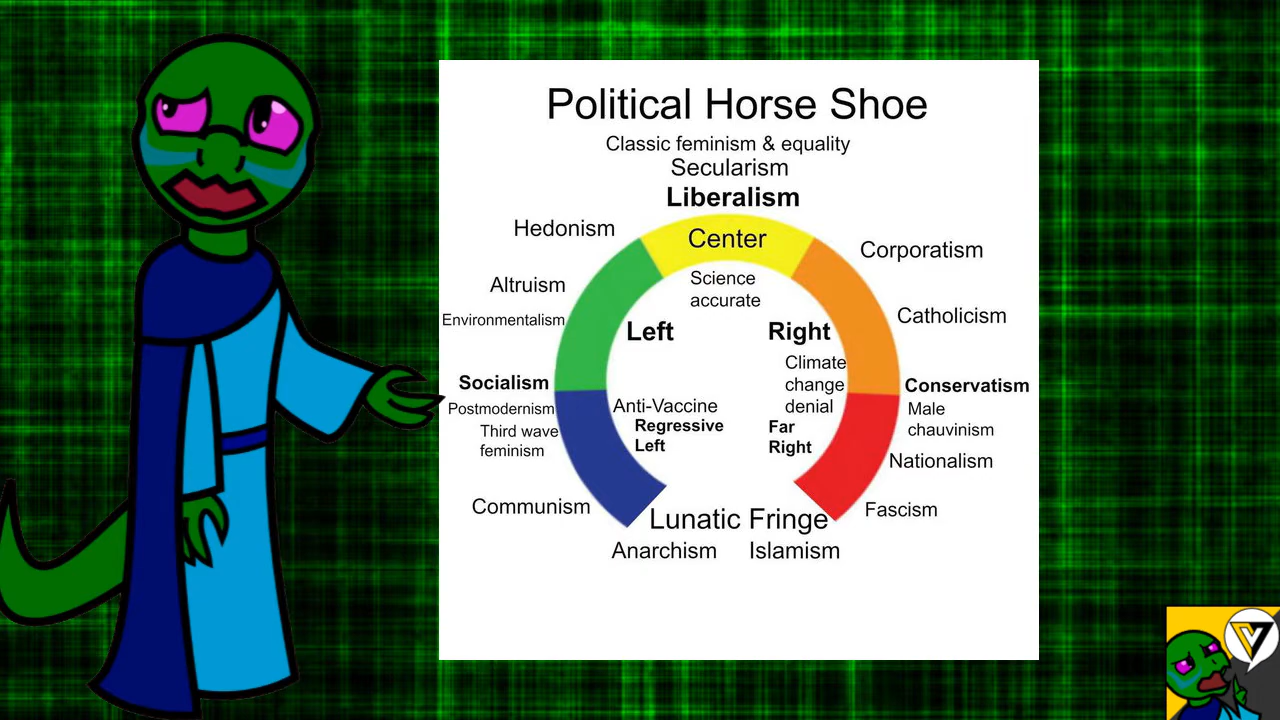 Political Horse Shoe
Classic feminism & equality
Secularism
Liberalism
Hedonism
Center
Corporatism
Science
accurate
Altruism
Environmentalism
Left
Right
Catholicism
Climate
change
denial
Socialism
Conservatism
Postmodernism
Anti-Vaccine
Male
chauvinism
Third wave
feminism
Regressive
Left
Far
Right
Nationalism
Communism
Fascism
Lunatic Fringe
Anarchism
Islamism